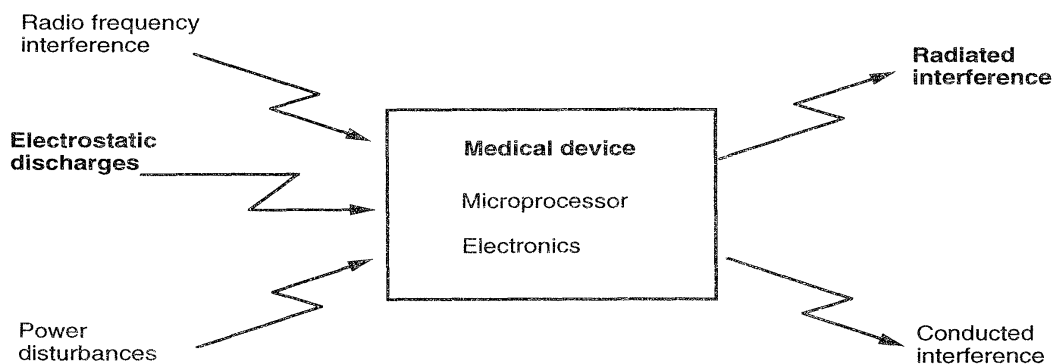 Radio frequency
interference
Electrostatic
discharges
Power
disturbances
Medical device
Microprocessor
Electronics
Radiated
interference
Conducted
interference